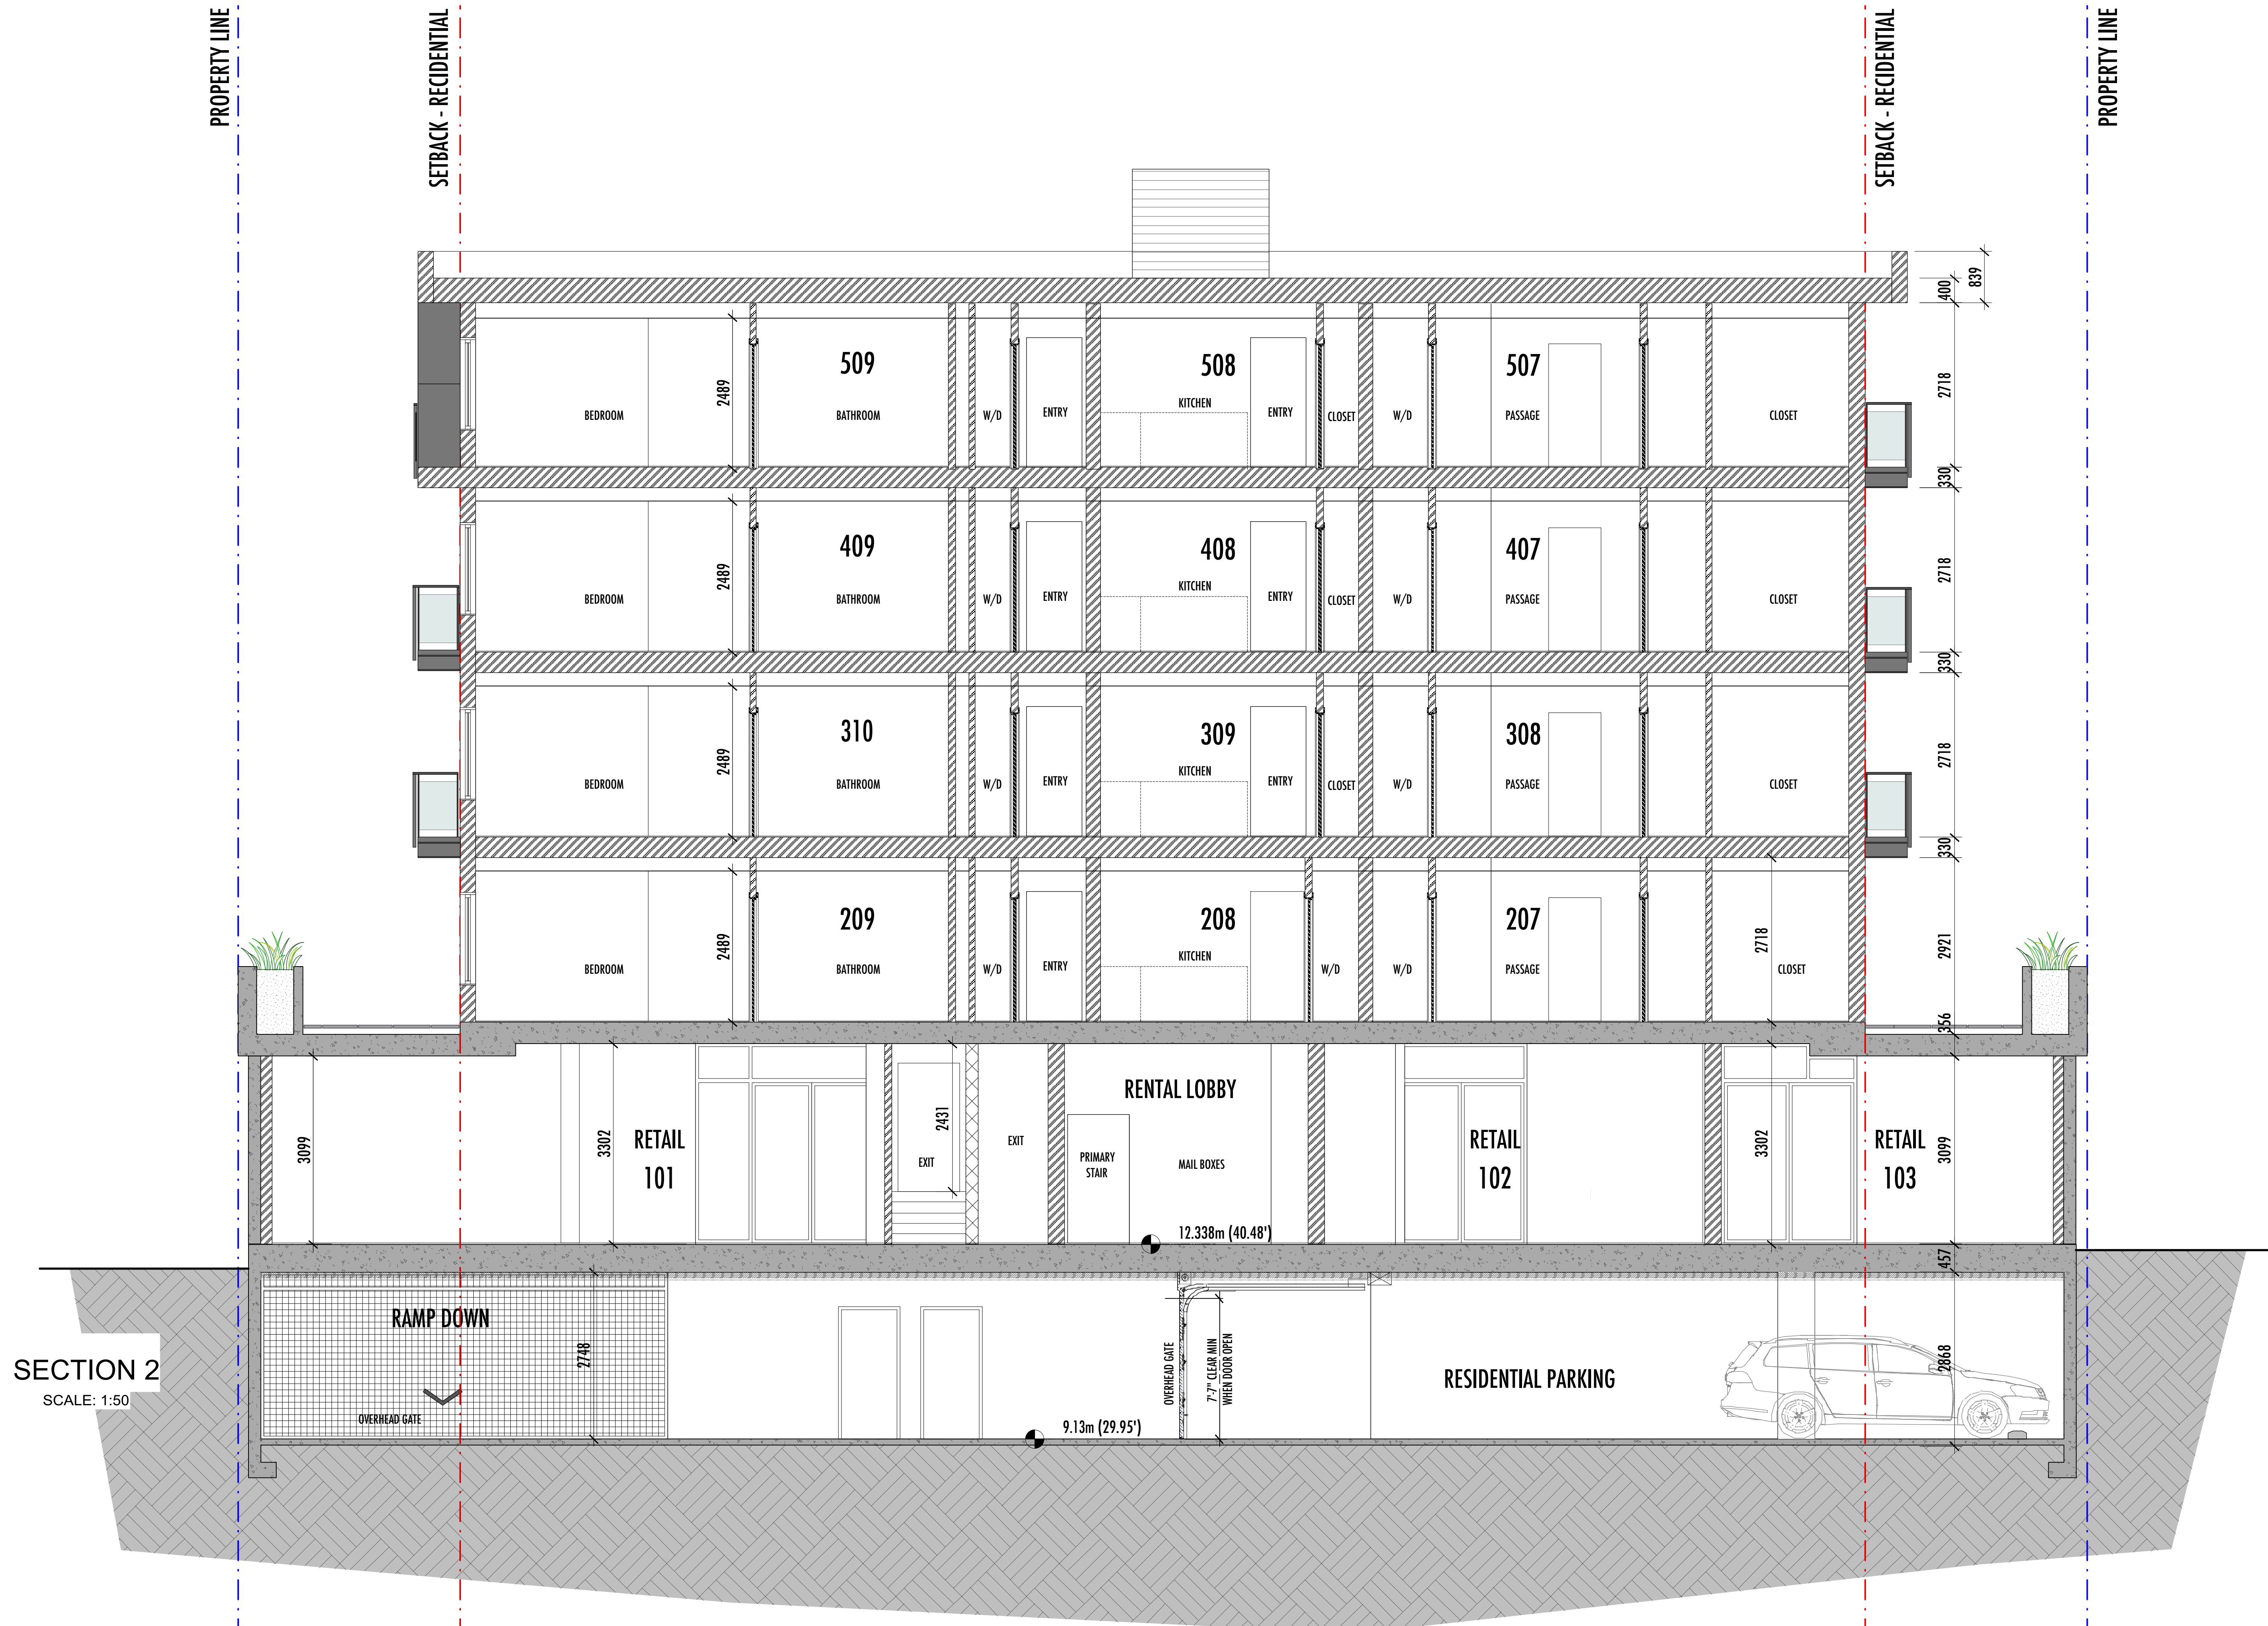 PROPERTY LINE
SETBACK - RECIDENTIAL
SETBACK - RECIDENTIAL
PROPERTY LINE
839
400
509
508
507
2489
2718
BEDROOM
BATHROOM
W/D
ENTRY
KITCHEN
ENTRY
CLOSET
W/D
PASSAGE
CLOSET
330
409
408
407
2489
2718
BEDROOM
BATHROOM
W/D
ENTRY
KITCHEN
ENTRY
CLOSET
W/D
PASSAGE
CLOSET
330
310
309
308
2489
2718
BEDROOM
BATHROOM
W/D
ENTRY
KITCHEN
ENTRY
CLOSET
W/D
PASSAGE
CLOSET
330
209
208
207
2489
2718
2921
BEDROOM
BATHROOM
W/D
ENTRY
KITCHEN
W/D
W/D
PASSAGE
CLOSET
356
RENTAL LOBBY
3099
3302
RETAIL
101
2431
EXIT
EXIT
PRIMARY
STAIR
MAIL BOXES
RETAIL
102
3302
RETAIL
103
3099
12.338m (40.48')
457
RAMP DOWN
2748
OVERHEAD GATE
OVERHEAD GATE
7'-7" CLEAR MIN
WHEN DOOR OPEN
RESIDENTIAL PARKING
2868
9.13m (29.95')
SECTION 2
SCALE: 1:50